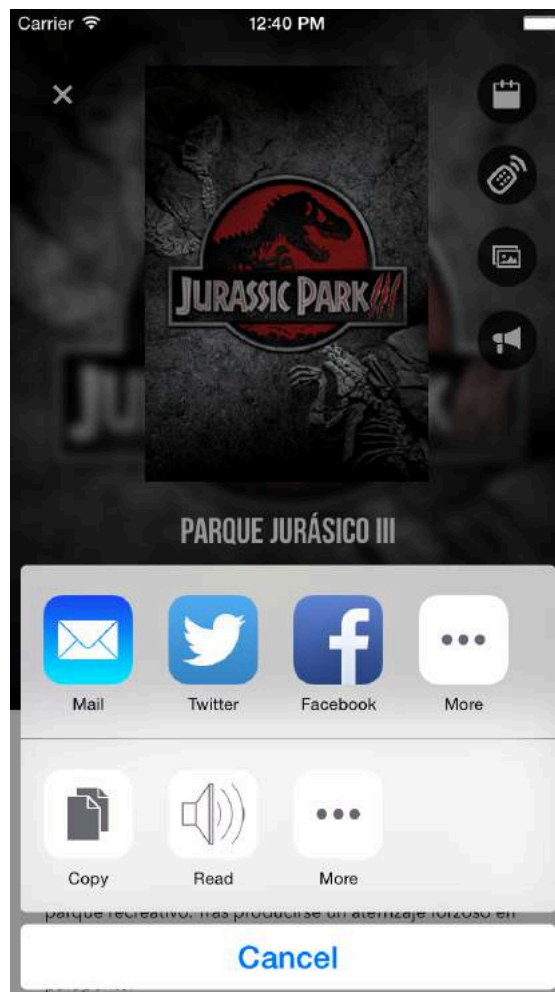 Carrier 12:40 PM
JURASSIC PARK III
PARQUE JURÁSICO III
Mail Twitter Facebook More
Copy Read More
parque recreativo. Tras producirse un aterrizaje forzoso en
Cancel